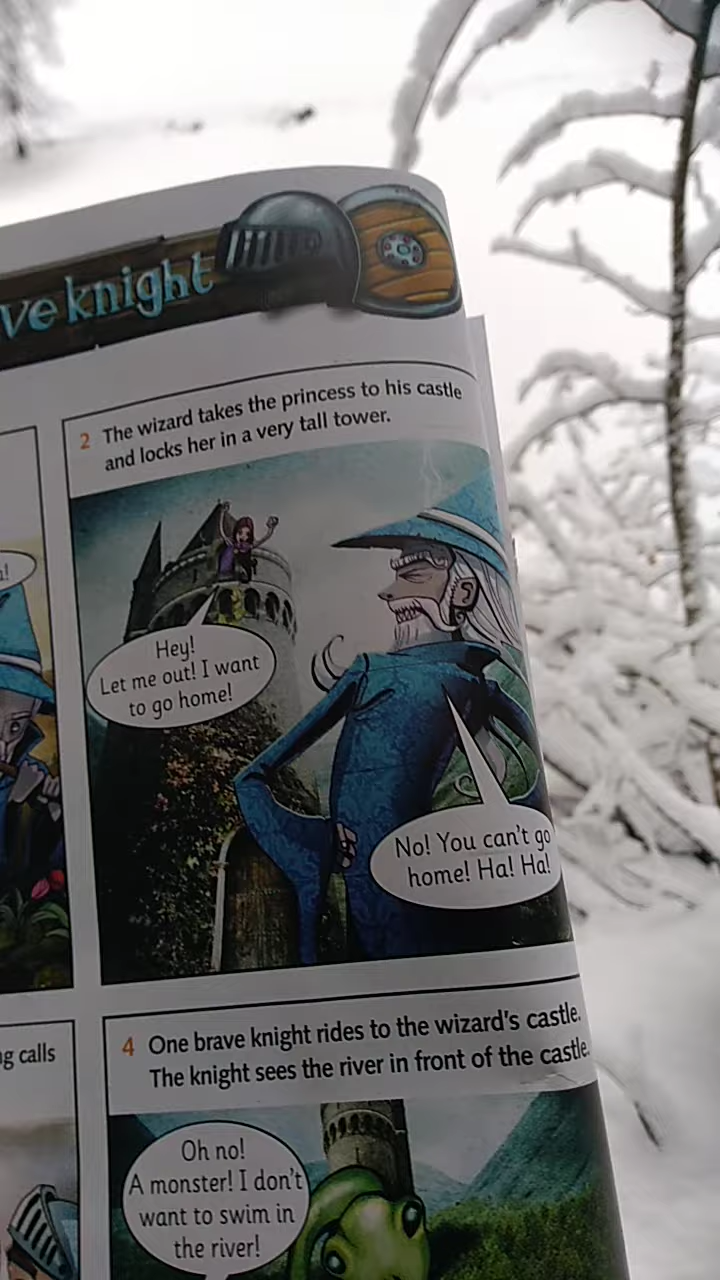 ve knight
2 The wizard takes the princess to his castle
and locks her in a very tall tower.
Hey!
Let me out! I want
to go home!
No! You can't go
home! Ha! Ha!
g calls
4 One brave knight rides to the wizard's castle.
The knight sees the river in front of the castle.
Oh no!
A monster! I don't
want to swim in
the river!